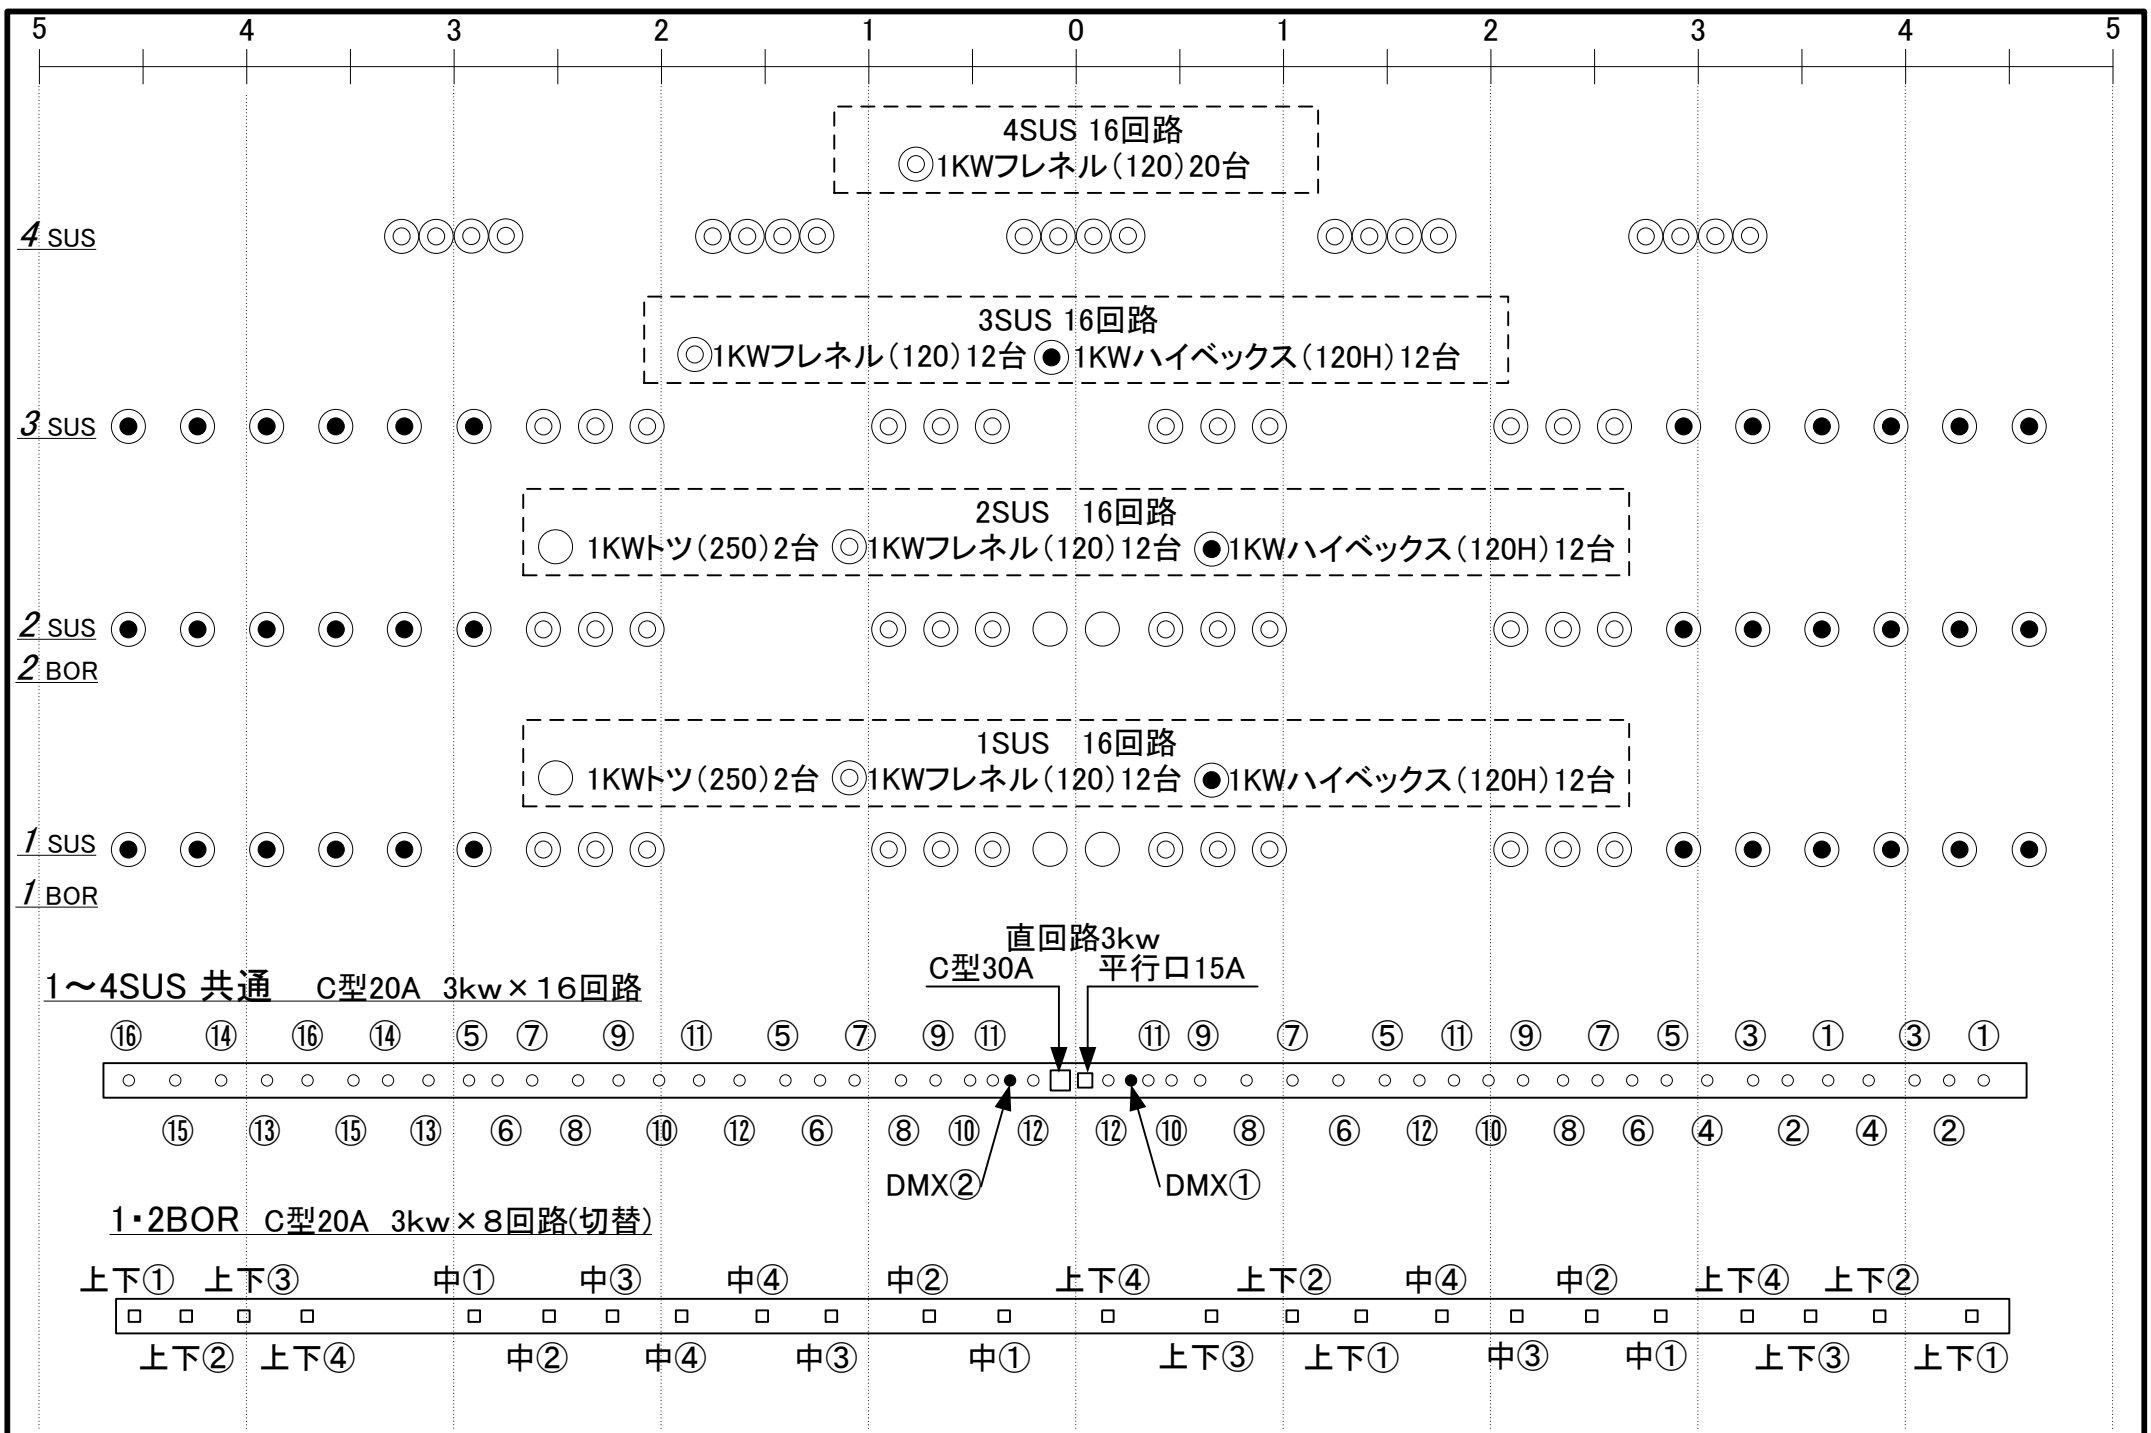 5 4 3 2 1 0 1 2 3 4 5
4SUS 16回路
◎1KWフレネル(120)20台
4 SUS
3SUS 16回路
◎1KWフレネル(120)12台 1KWハイベックス(120H)12台
3 SUS
2SUS 16回路
1KWトツ(250)2台 ◎1KWフレネル(120)12台 1KWハイベックス(120H)12台
2 SUS
2 BOR
1SUS 16回路
1KWトツ(250)2台 ◎1KWフレネル(120)12台 1KWハイベックス(120H)12台
1 SUS
1 BOR
直回路3kw
C型30A 平行口15A
1～4SUS 共通 C型20A 3kw×16回路
⑯ ⑭ ⑯ ⑭ ⑤ ⑦ ⑨ ⑪ ⑤ ⑦ ⑨ ⑪ ⑪ ⑨ ⑦ ⑤ ⑪ ⑨ ⑦ ⑤ ③ ① ③ ①
⑮ ⑬ ⑮ ⑬ ⑥ ⑧ ⑩ ⑫ ⑥ ⑧ ⑩ ⑫ ⑫ ⑩ ⑧ ⑥ ⑫ ⑩ ⑧ ⑥ ④ ② ④ ②
DMX② DMX①
1･2BOR C型20A 3kw×8回路(切替)
上下① 上下③ 中① 中③ 中④ 中② 上下④ 上下② 中④ 中② 上下④ 上下②
上下② 上下④ 中② 中④ 中③ 中① 上下③ 上下① 中③ 中① 上下③ 上下①